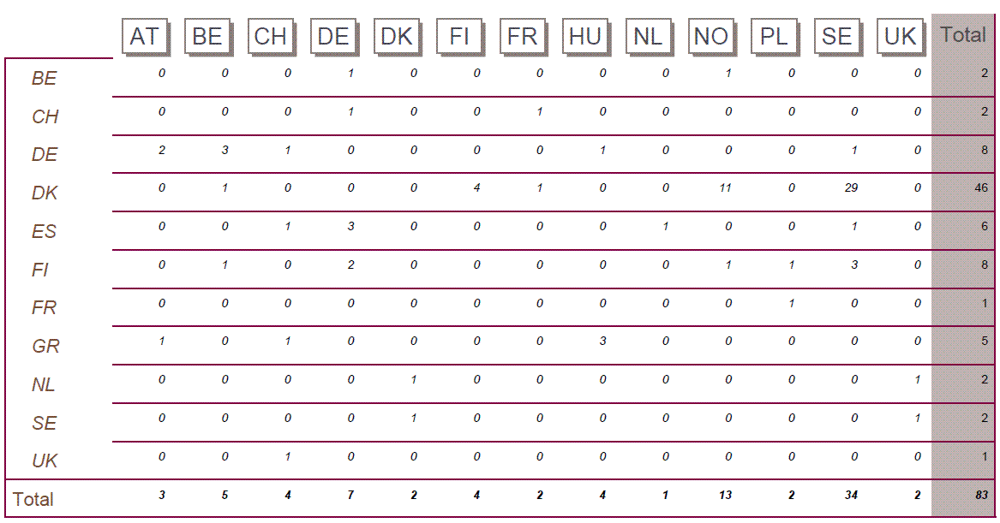 AT BE CH DE DK FI FR HU NL NO PL SE UK Total
BE 0 0 0 1 0 0 0 0 0 1 0 0 0 2
CH 0 0 0 1 0 0 1 0 0 0 0 0 0 2
DE 2 3 1 0 0 0 0 1 0 0 0 1 0 8
DK 0 1 0 0 0 4 1 0 0 11 0 29 0 46
ES 0 0 1 3 0 0 0 0 1 0 0 1 0 6
FI 0 1 0 2 0 0 0 0 0 1 1 3 0 8
FR 0 0 0 0 0 0 0 0 0 0 1 0 0 1
GR 1 0 1 0 0 0 0 3 0 0 0 0 0 5
NL 0 0 0 0 1 0 0 0 0 0 0 0 1 2
SE 0 0 0 0 1 0 0 0 0 0 0 0 1 2
UK 0 0 1 0 0 0 0 0 0 0 0 0 0 1
Total 3 5 4 7 2 4 2 4 1 13 2 34 2 83